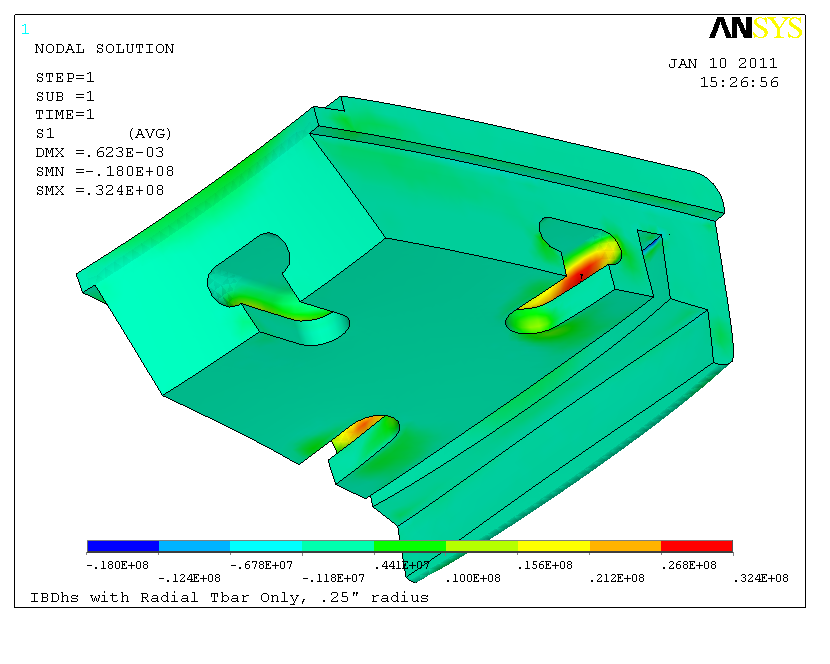 1
ANSYS
NODAL SOLUTION
JAN 10 2011
15:26:56
STEP=1
SUB =1
TIME=1
S1 (AVG)
DMX =.623E-03
SMN =-.180E+08
SMX =.324E+08
-.180E+08 -.678E+07 .441E+07 .156E+08 .268E+08
-.124E+08 -.118E+07 .100E+08 .212E+08 .324E+08
IBDhs with Radial Tbar Only, .25" radius